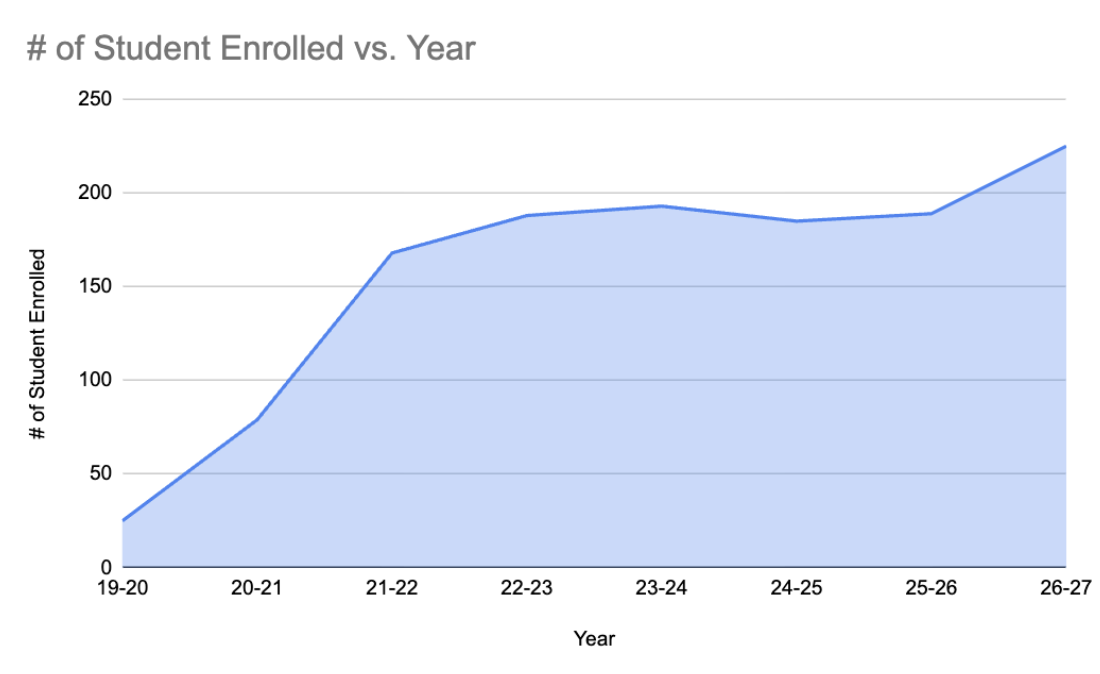 # of Student Enrolled vs. Year
250
200
150
100
50
0
# of Student Enrolled
19-20 20-21 21-22 22-23 23-24 24-25 25-26 26-27
Year